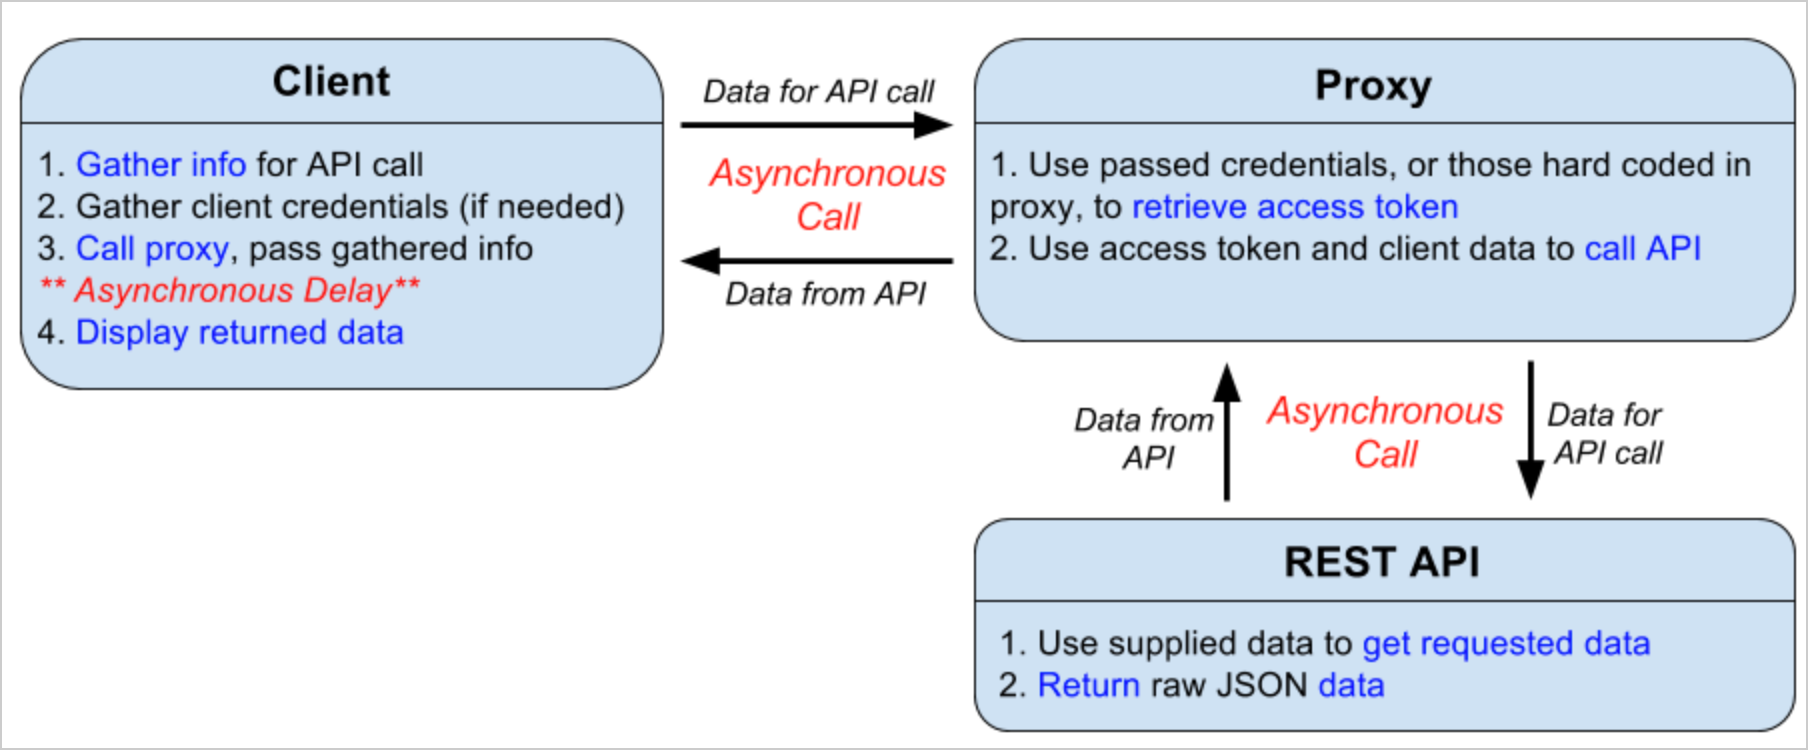 Client
1. Gather info for API call
2. Gather client credentials (if needed)
3. Call proxy, pass gathered info
** Asynchronous Delay**
4. Display returned data
Data for API call
Asynchronous
Call
Data from API
Proxy
1. Use passed credentials, or those hard coded in
proxy, to retrieve access token
2. Use access token and client data to call API
Data from
API
Asynchronous
Call
Data for
API call
REST API
1. Use supplied data to get requested data
2. Return raw JSON data